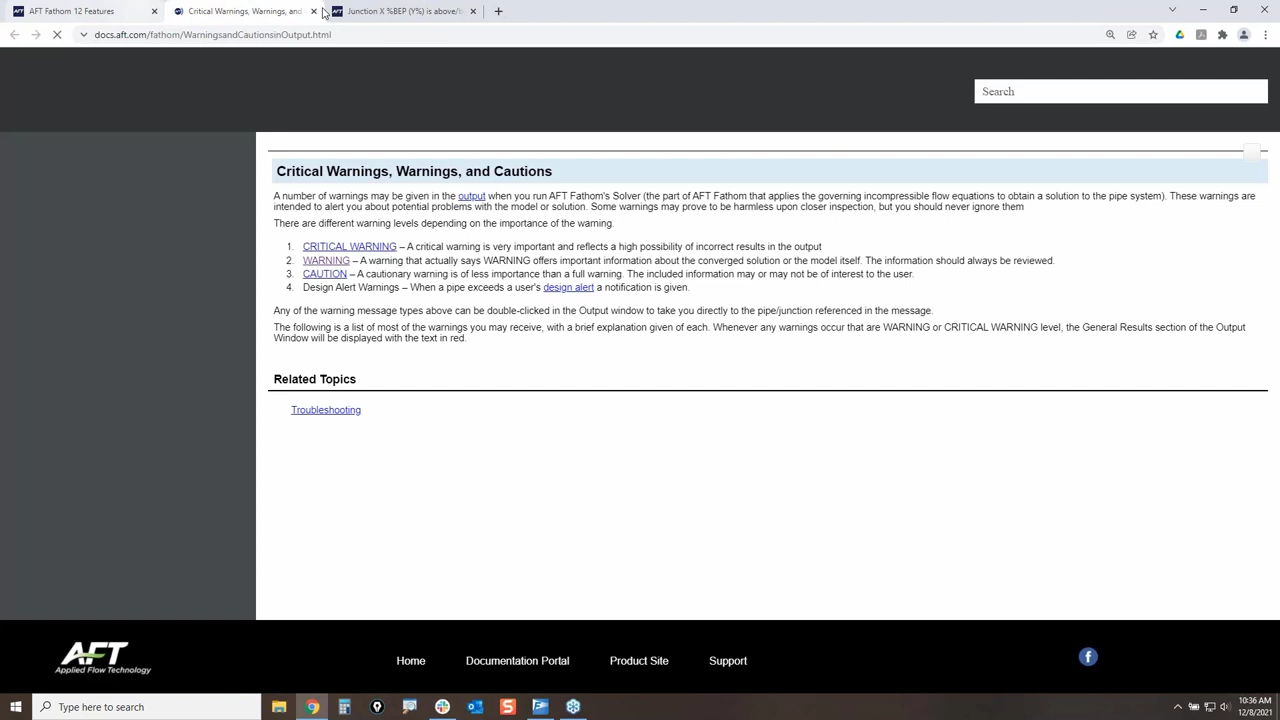 AFT Fathom 12 Features
Critical Warnings, Warnings, and
Junction X %BEP (Y%) is above/
docs.aft.com/fathom/WarningsandCautionsinOutput.html
Search
Critical Warnings, Warnings, and Cautions
A number of warnings may be given in the output when you run AFT Fathom's Solver (the part of AFT Fathom that applies the governing incompressible flow equations to obtain a solution to the pipe system). These warnings are
intended to alert you about potential problems with the model or solution. Some warnings may prove to be harmless upon closer inspection, but you should never ignore them
There are different warning levels depending on the importance of the warning.
1. CRITICAL WARNING – A critical warning is very important and reflects a high possibility of incorrect results in the output
2. WARNING – A warning that actually says WARNING offers important information about the converged solution or the model itself. The information should always be reviewed.
3. CAUTION – A cautionary warning is of less importance than a full warning. The included information may or may not be of interest to the user.
4. Design Alert Warnings – When a pipe exceeds a user's design alert a notification is given.
Any of the warning message types above can be double-clicked in the Output window to take you directly to the pipe/junction referenced in the message.
The following is a list of most of the warnings you may receive, with a brief explanation given of each. Whenever any warnings occur that are WARNING or CRITICAL WARNING level, the General Results section of the Output
Window will be displayed with the text in red.
Related Topics
Troubleshooting
AFT
Applied Flow Technology
Home
Documentation Portal
Product Site
Support
Type here to search
10:36 AM
12/8/2021